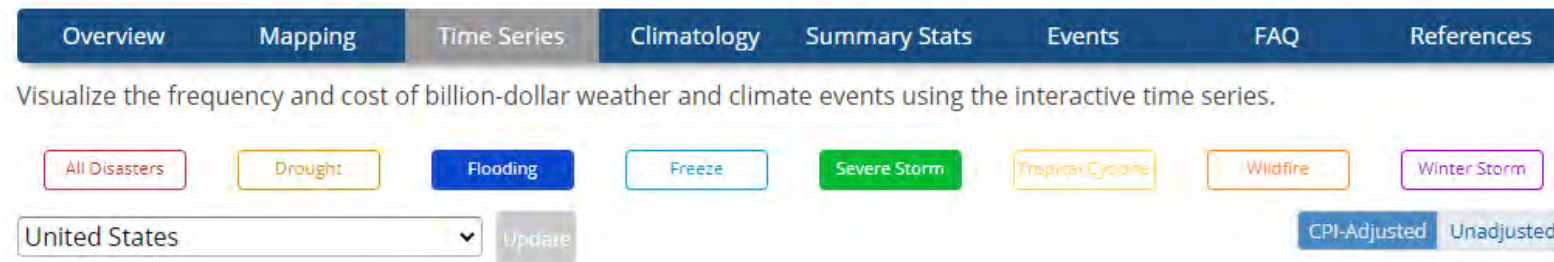 Overview Mapping Time Series Climatology Summary Stats Events FAQ References
Visualize the frequency and cost of billion-dollar weather and climate events using the interactive time series.
All Disasters Drought Flooding Freeze Severe Storm Tropical Cyclone Wildfire Winter Storm
United States Update CPI-Adjusted Unadjusted